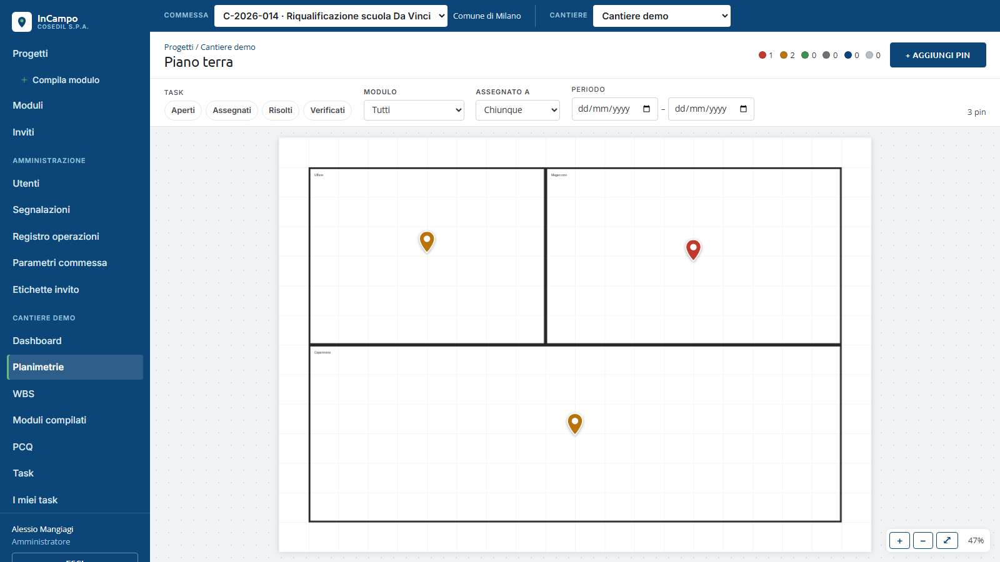 InCampo
COSEDIL S.P.A.
Progetti
+ Compila modulo
Moduli
Inviti
AMMINISTRAZIONE
Utenti
Segnalazioni
Registro operazioni
Parametri commessa
Etichette invito
CANTIERE DEMO
Dashboard
Planimetrie
WBS
Moduli compilati
PCQ
Task
I miei task
Alessio Mangiagi
Amministratore
ESCI
COMMESSA C-2026-014 · Riqualificazione scuola Da Vinci Comune di Milano CANTIERE Cantiere demo
Progetti / Cantiere demo
Piano terra
1 2 0 0 0 0
+ AGGIUNGI PIN
TASK
Aperti Assegnati Risolti Verificati
MODULO
Tutti
ASSEGNATO A
Chiunque
PERIODO
dd/mm/yyyy – dd/mm/yyyy
3 pin
Ufficio
Magazzino
Capannone
+ − 47%